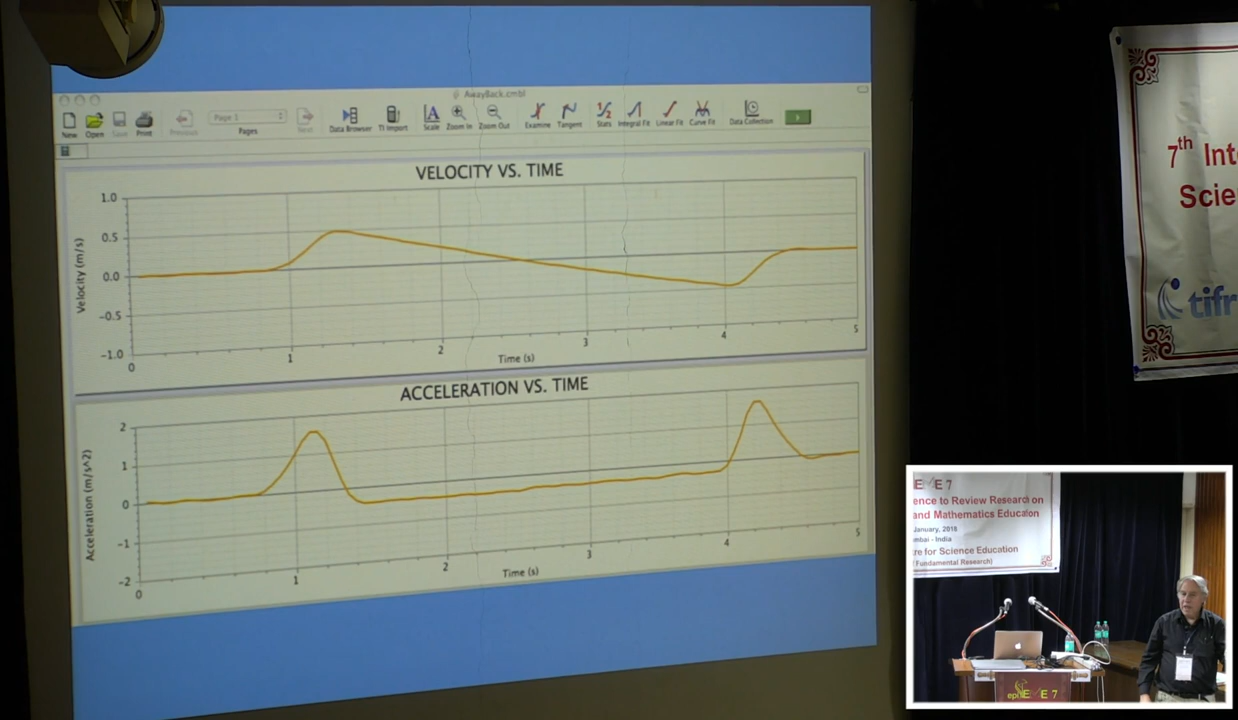 AwayBack.cmbl
New Open Save Print Previous Page 1 Next Data Browser TI Import Scale Zoom In Zoom Out Examine Tangent Stats Integral Fit Linear Fit Curve Fit Data Collection
Pages
VELOCITY VS. TIME
Velocity (m/s)
1.0
0.5
0.0
−0.5
−1.0
0 1 2 3 4 5
Time (s)
ACCELERATION VS. TIME
Acceleration (m/s^2)
2
1
0
−1
−2
0 1 2 3 4 5
Time (s)
7th Inte
Scie
tifr
E E 7
ence to Review Research on
and Mathematics Education
January, 2018
mbai - India
re for Science Education
Fundamental Research)
epiSTEME 7